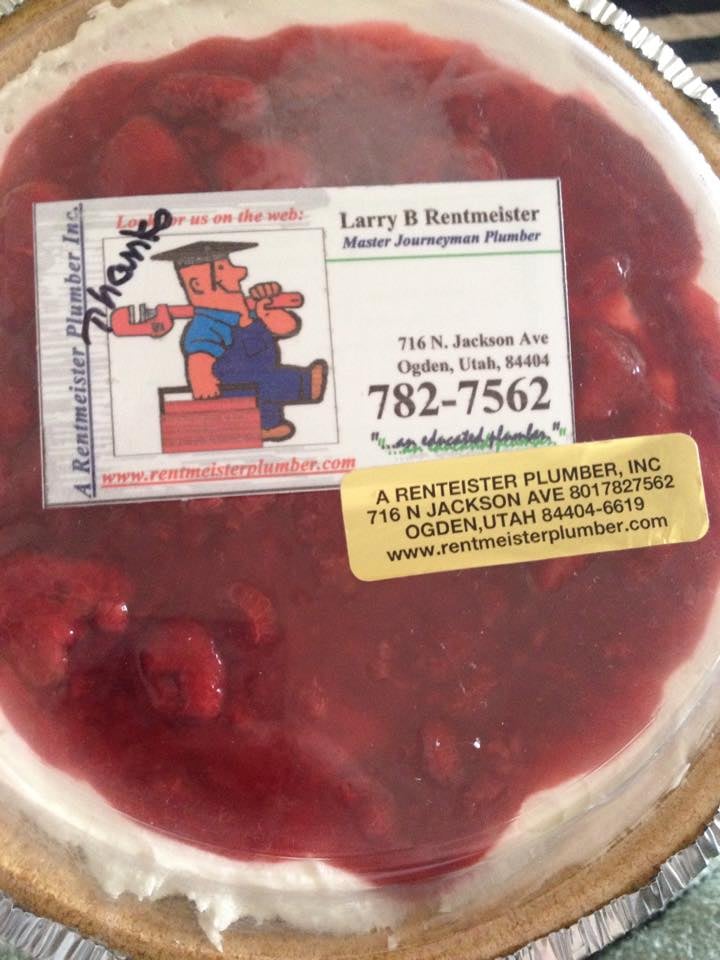 A Rentmeister Plumber Inc.
Thanks
Look for us on the web:
www.rentmeisterplumber.com
Larry B Rentmeister
Master Journeyman Plumber
716 N. Jackson Ave
Ogden, Utah, 84404
782-7562
"...an educated plumber."
A RENTEISTER PLUMBER, INC
716 N JACKSON AVE 8017827562
OGDEN,UTAH 84404-6619
www.rentmeisterplumber.com